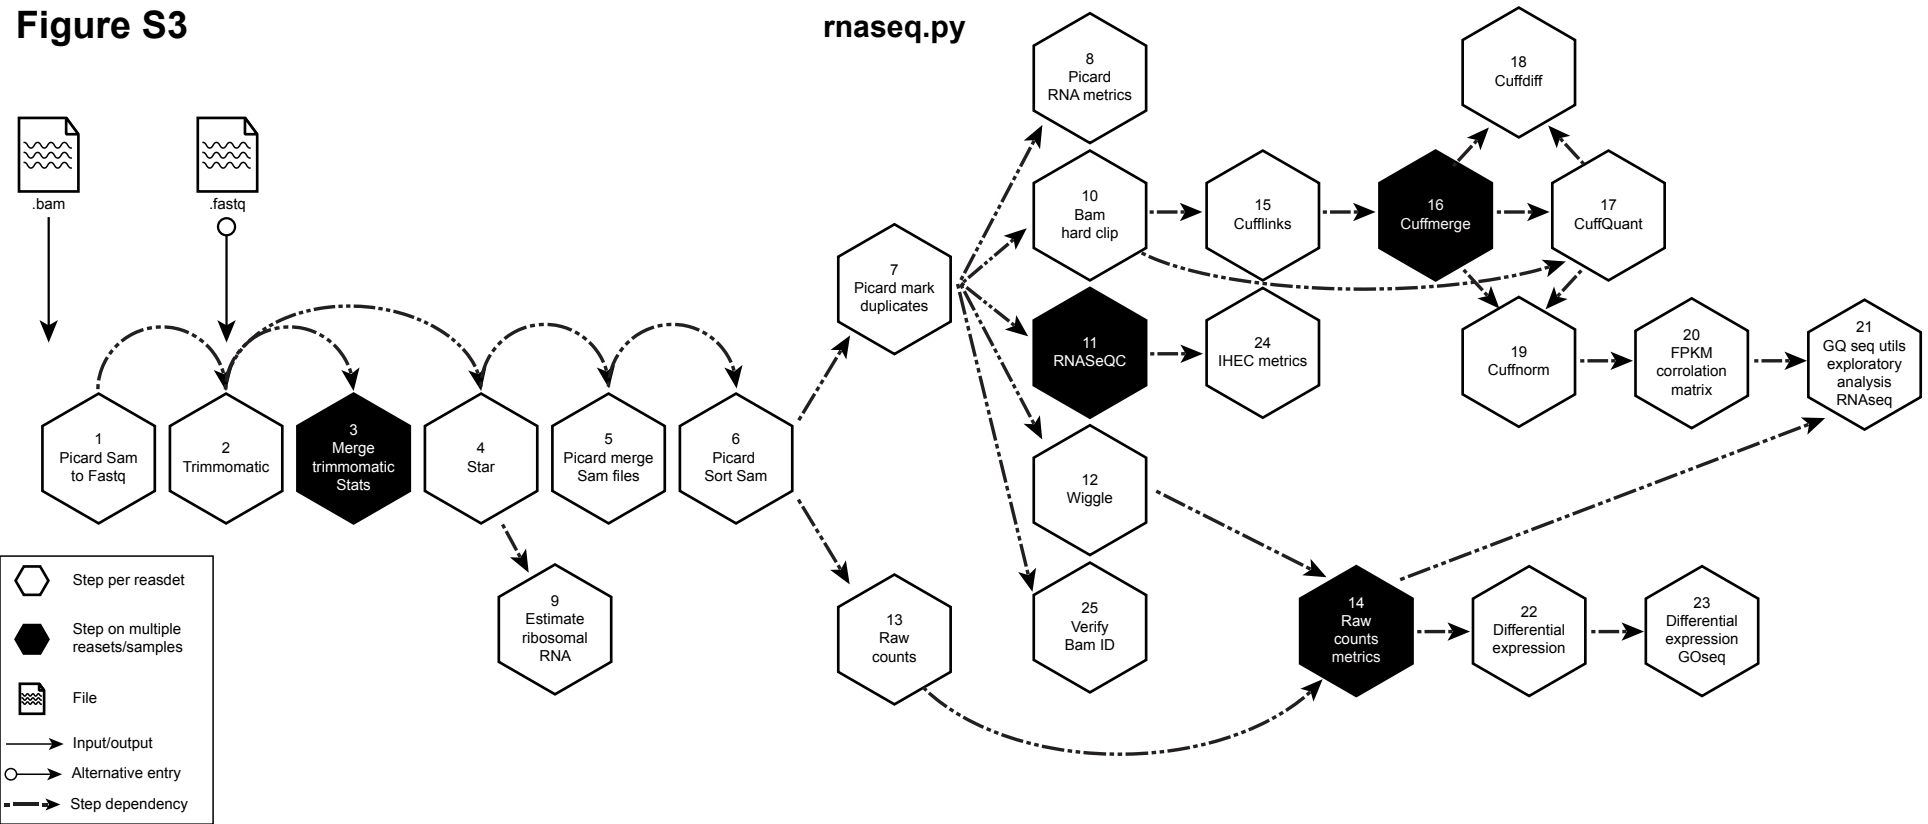 Figure S3
rnaseq.py
.bam
.fastq
1
Picard Sam
to Fastq
2
Trimmomatic
3
Merge
trimmomatic
Stats
4
Star
5
Picard merge
Sam files
6
Picard
Sort Sam
7
Picard mark
duplicates
8
Picard
RNA metrics
9
Estimate
ribosomal
RNA
10
Bam
hard clip
11
RNASeQC
12
Wiggle
13
Raw
counts
14
Raw
counts
metrics
15
Cufflinks
16
Cuffmerge
17
CuffQuant
18
Cuffdiff
19
Cuffnorm
20
FPKM
corrolation
matrix
21
GQ seq utils
exploratory
analysis
RNAseq
22
Differential
expression
23
Differential
expression
GOseq
24
IHEC metrics
25
Verify
Bam ID
Step per reasdet
Step on multiple
reasets/samples
File
Input/output
Alternative entry
Step dependency